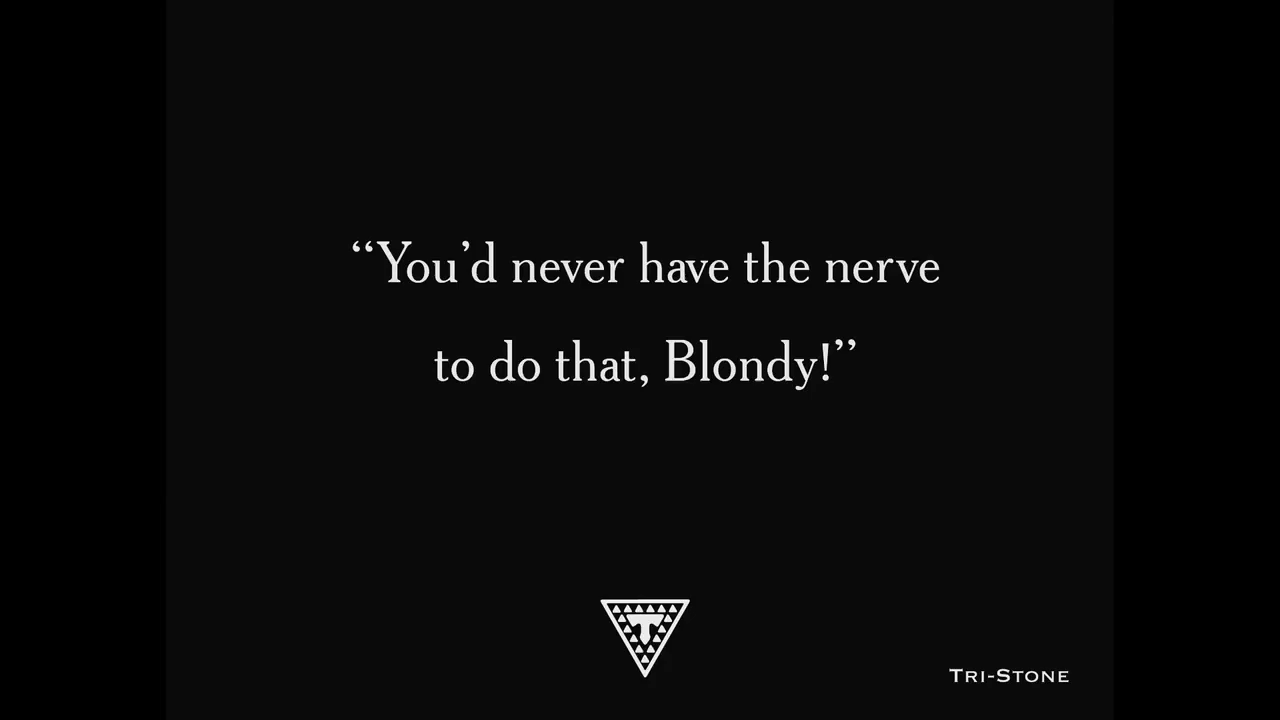 “You’d never have the nerve
to do that, Blondy!”
T
Tri-Stone